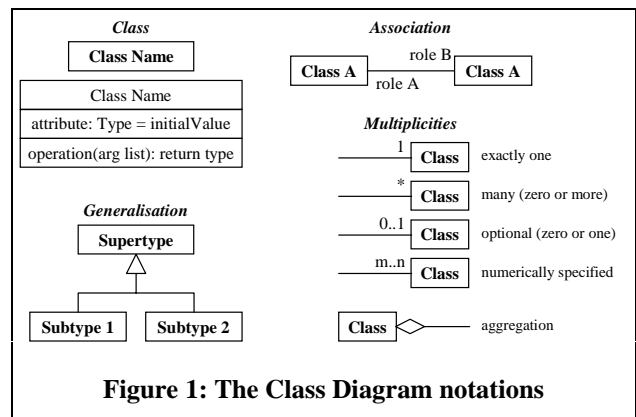 Class
Class Name
Class Name
attribute: Type = initialValue
operation(arg list): return type
Generalisation
Supertype
Subtype 1
Subtype 2
Association
role B
Class A
Class A
role A
Multiplicities
1
Class
exactly one
*
Class
many (zero or more)
0..1
Class
optional (zero or one)
m..n
Class
numerically specified
Class
aggregation
Figure 1: The Class Diagram notations